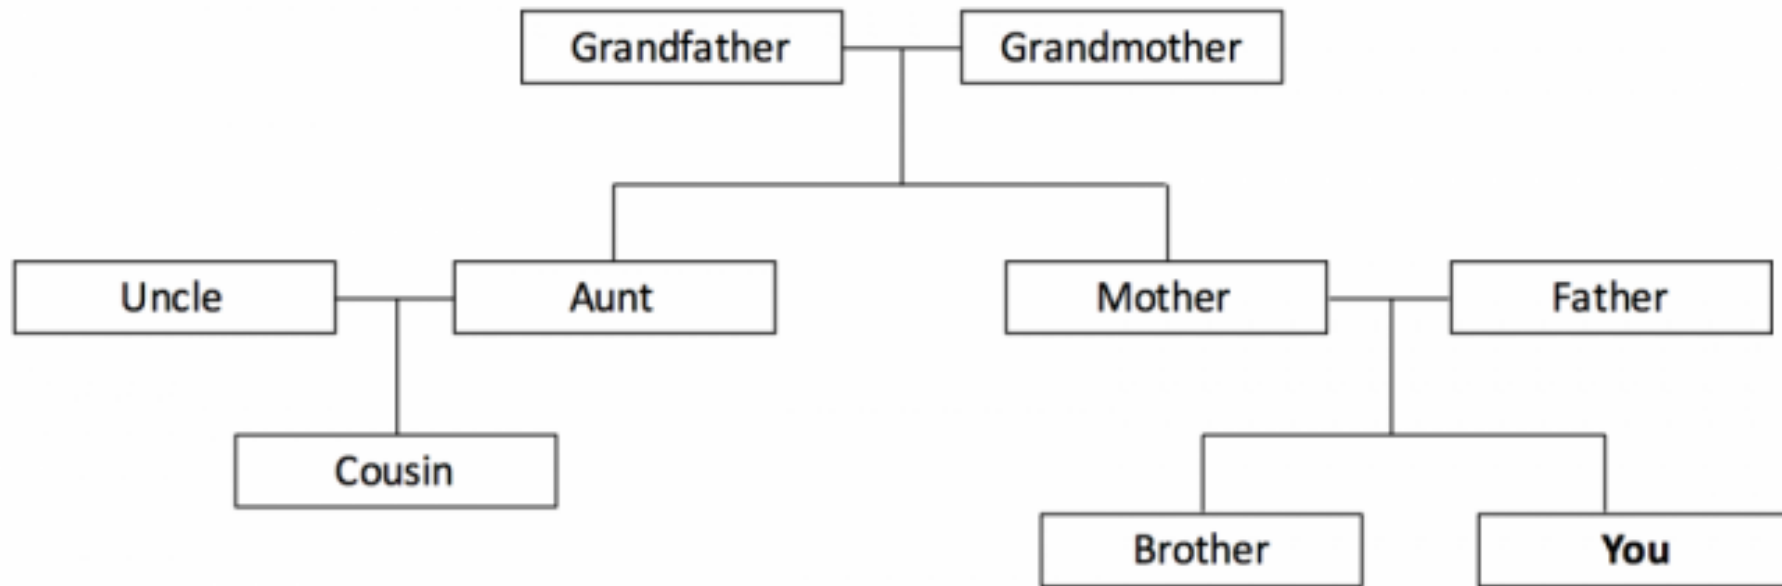 Grandfather
Grandmother
Uncle
Aunt
Mother
Father
Cousin
Brother
You